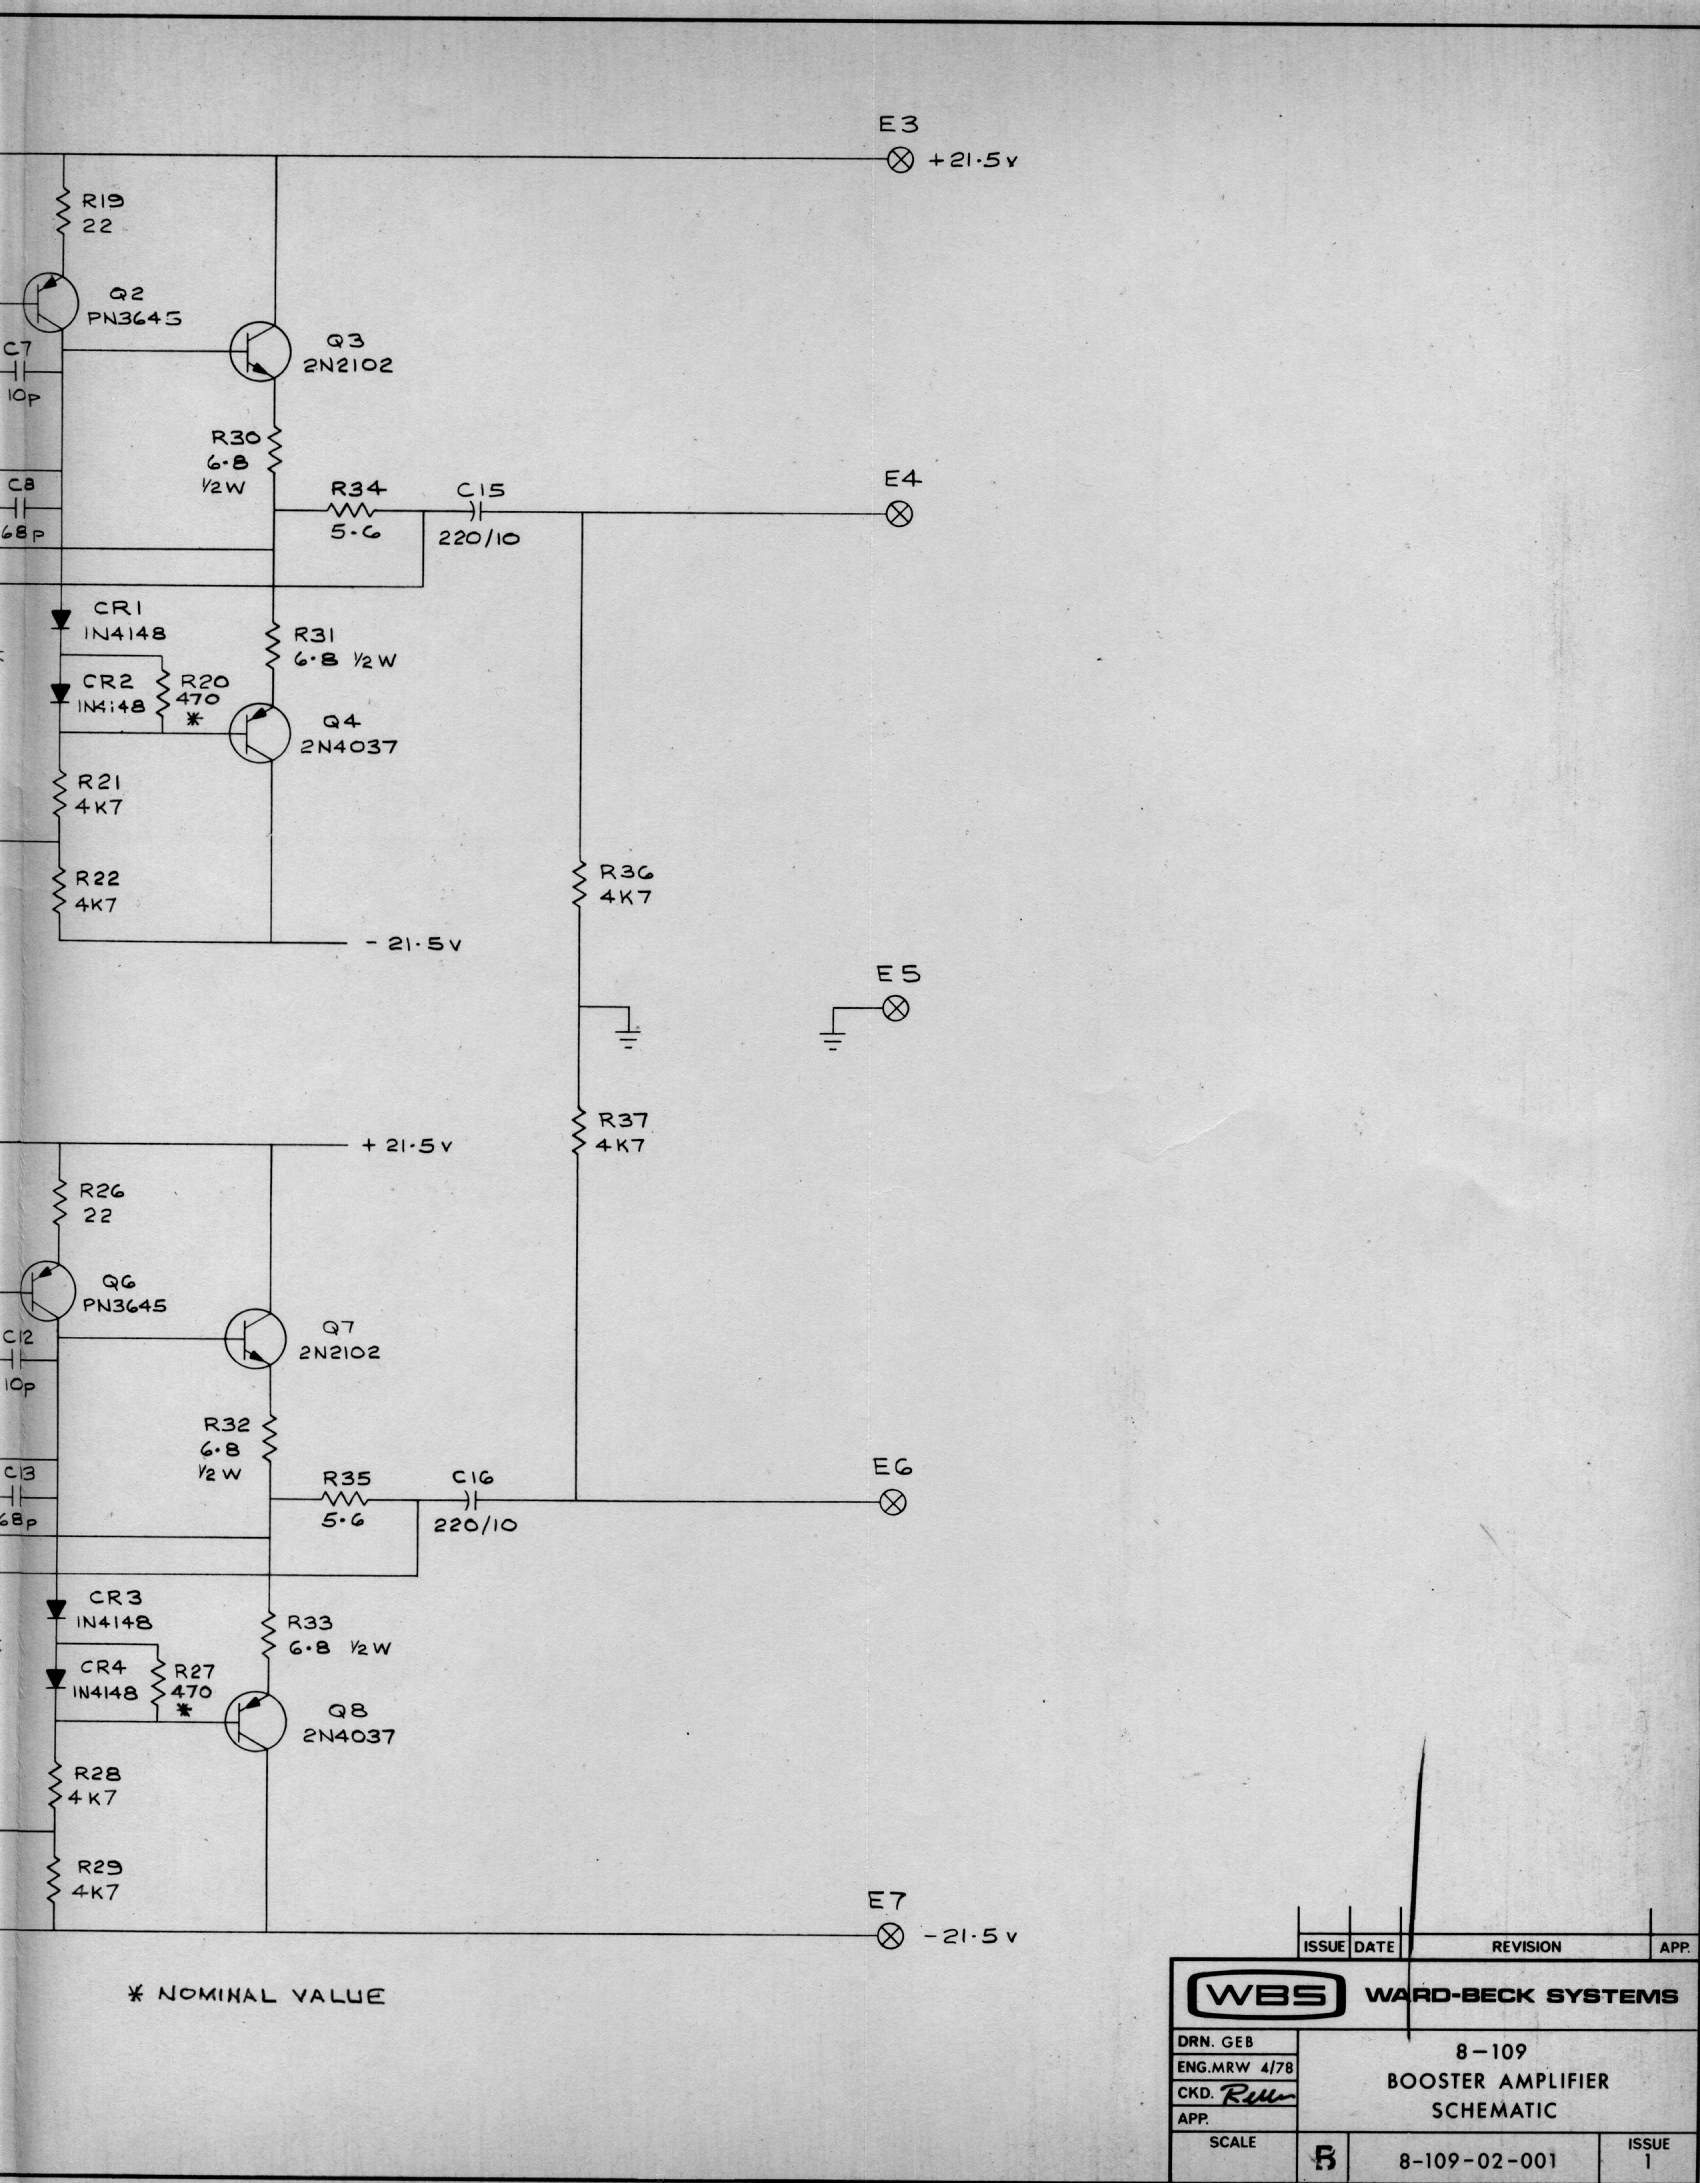 E3
+21.5v
R19
22
Q2
PN3645
C7
10p
Q3
2N2102
R30
6.8
1/2W
C8
68p
R34
5.6
C15
220/10
E4
CR1
1N4148
R31
6.8 1/2W
CR2
1N4148
R20
470
*
Q4
2N4037
R21
4K7
R22
4K7
- 21.5v
R36
4K7
E5
R37
4K7
+ 21.5v
R26
22
Q6
PN3645
C12
10p
Q7
2N2102
R32
6.8
1/2W
C13
68p
R35
5.6
C16
220/10
E6
CR3
1N4148
R33
6.8 1/2W
CR4
1N4148
R27
470
*
Q8
2N4037
R28
4K7
R29
4K7
E7
-21.5v
* NOMINAL VALUE
ISSUE DATE REVISION APP.
WBS WARD-BECK SYSTEMS
DRN. GEB
ENG. MRW 4/78
CKD.
APP.
8-109
BOOSTER AMPLIFIER
SCHEMATIC
SCALE
B
8-109-02-001
ISSUE
1